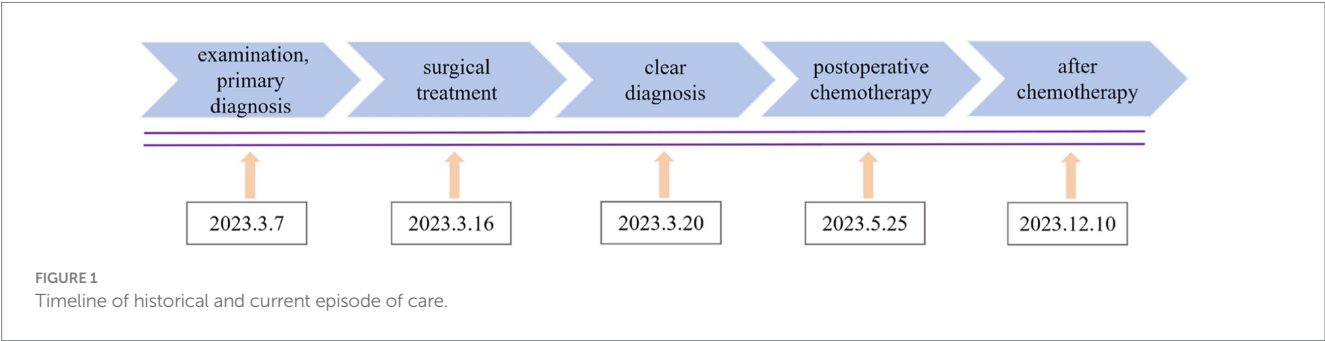 examination,
primary
diagnosis
surgical
treatment
clear
diagnosis
postoperative
chemotherapy
after
chemotherapy
2023.3.7
2023.3.16
2023.3.20
2023.5.25
2023.12.10
FIGURE 1
Timeline of historical and current episode of care.